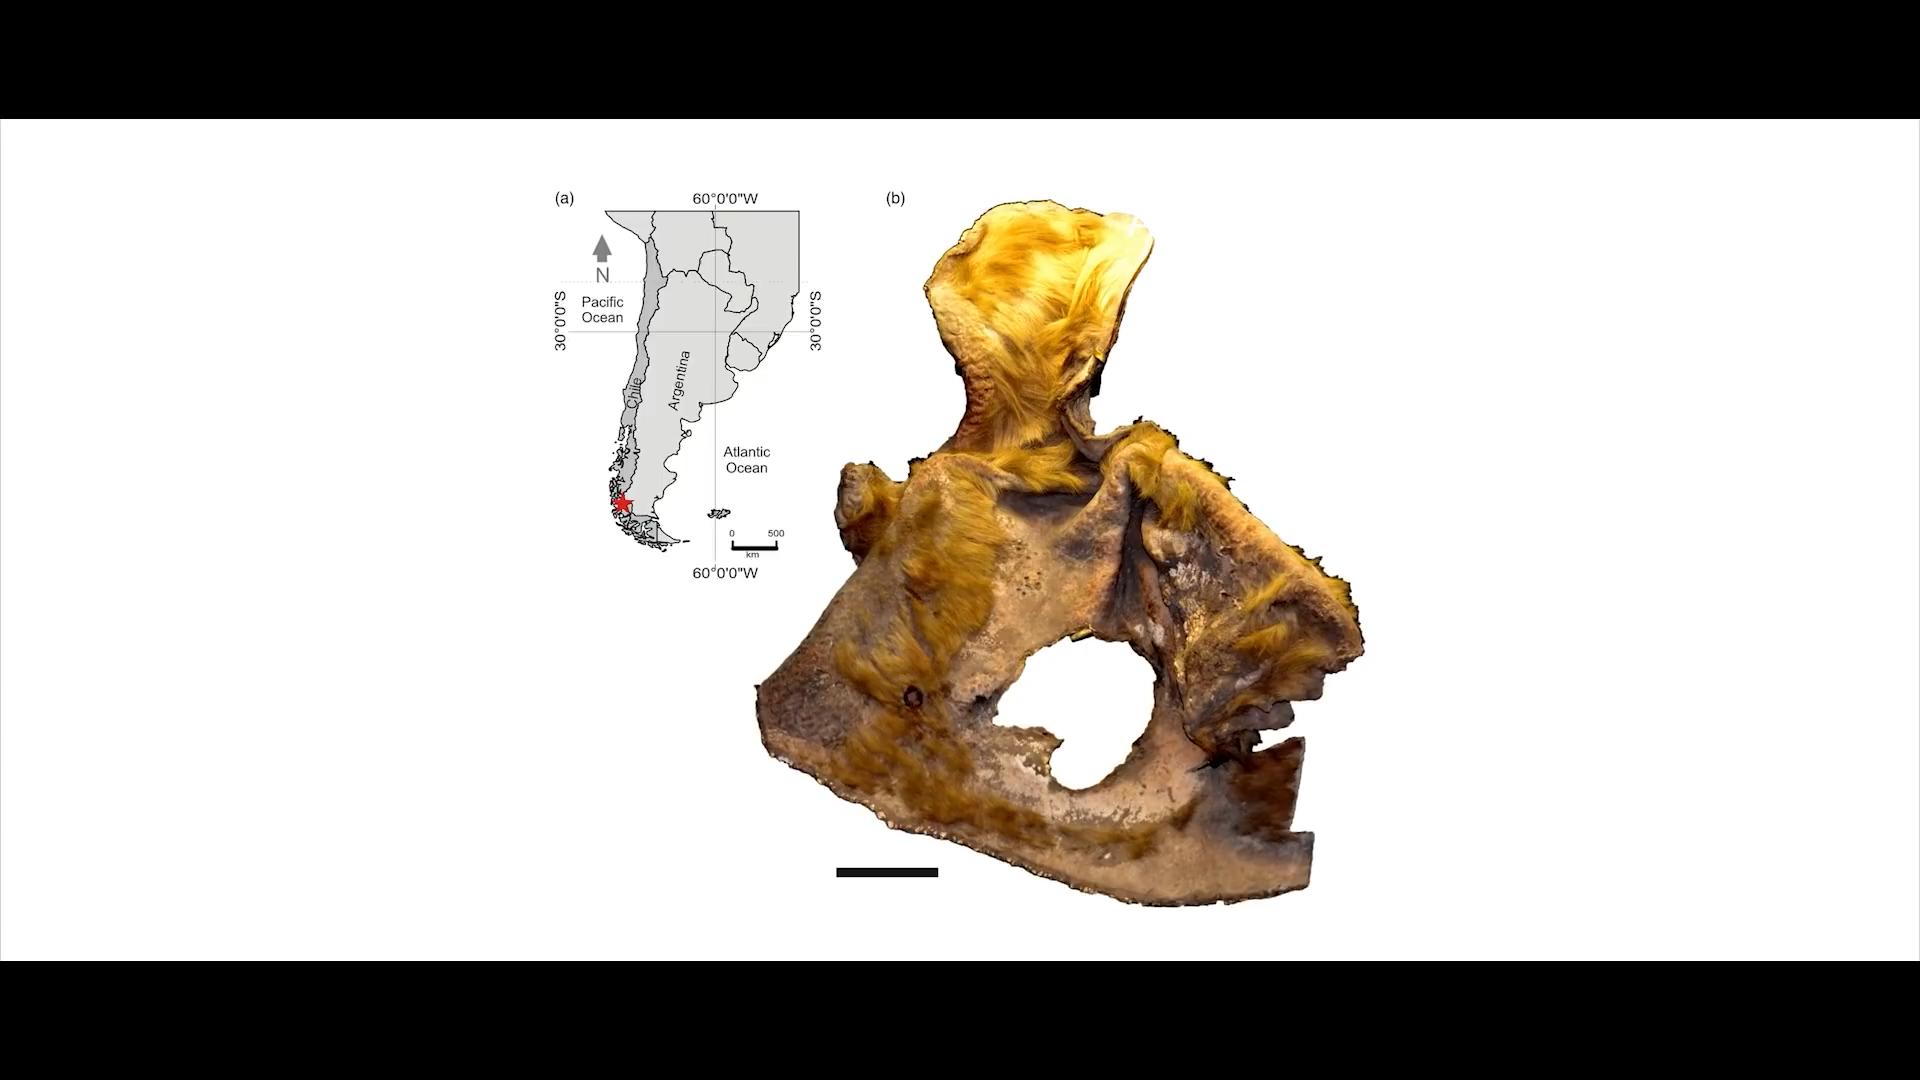 (a)
60°0'0"W
(b)
N
Pacific
Ocean
30°0'0"S
30°0'0"S
Chile
Argentina
Atlantic
Ocean
0 500
km
60°0'0"W